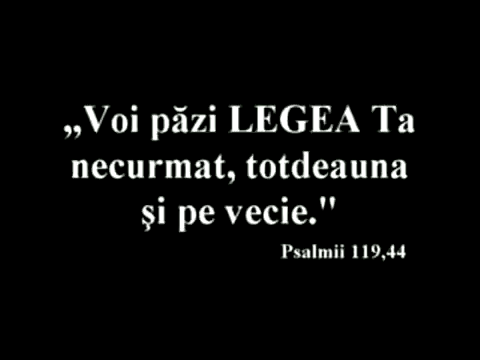 „Voi păzi LEGEA Ta
necurmat, totdeauna
şi pe vecie."
Psalmii 119,44